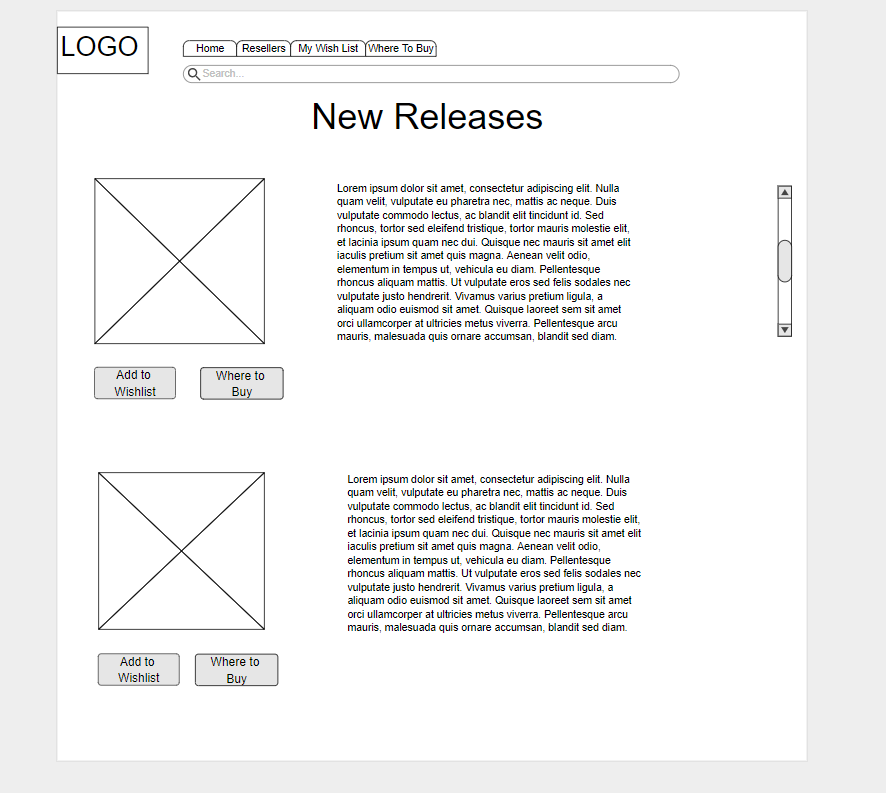 LOGO
Home
Resellers
My Wish List
Where To Buy
Search...
New Releases
Lorem ipsum dolor sit amet, consectetur adipiscing elit. Nulla
quam velit, vulputate eu pharetra nec, mattis ac neque. Duis
vulputate commodo lectus, ac blandit elit tincidunt id. Sed
rhoncus, tortor sed eleifend tristique, tortor mauris molestie elit,
et lacinia ipsum quam nec dui. Quisque nec mauris sit amet elit
iaculis pretium sit amet quis magna. Aenean velit odio,
elementum in tempus ut, vehicula eu diam. Pellentesque
rhoncus aliquam mattis. Ut vulputate eros sed felis sodales nec
vulputate justo hendrerit. Vivamus varius pretium ligula, a
aliquam odio euismod sit amet. Quisque laoreet sem sit amet
orci ullamcorper at ultricies metus viverra. Pellentesque arcu
mauris, malesuada quis ornare accumsan, blandit sed diam.
Add to
Wishlist
Where to
Buy
Lorem ipsum dolor sit amet, consectetur adipiscing elit. Nulla
quam velit, vulputate eu pharetra nec, mattis ac neque. Duis
vulputate commodo lectus, ac blandit elit tincidunt id. Sed
rhoncus, tortor sed eleifend tristique, tortor mauris molestie elit,
et lacinia ipsum quam nec dui. Quisque nec mauris sit amet elit
iaculis pretium sit amet quis magna. Aenean velit odio,
elementum in tempus ut, vehicula eu diam. Pellentesque
rhoncus aliquam mattis. Ut vulputate eros sed felis sodales nec
vulputate justo hendrerit. Vivamus varius pretium ligula, a
aliquam odio euismod sit amet. Quisque laoreet sem sit amet
orci ullamcorper at ultricies metus viverra. Pellentesque arcu
mauris, malesuada quis ornare accumsan, blandit sed diam.
Add to
Wishlist
Where to
Buy